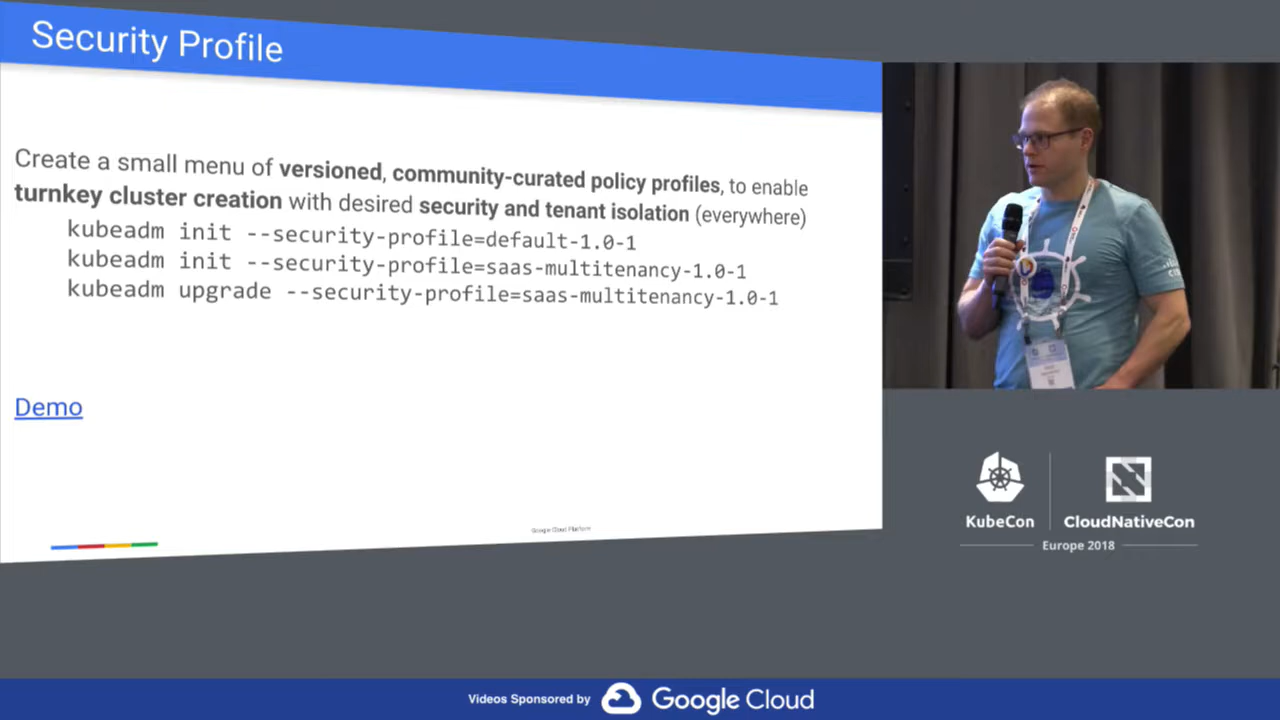 Security Profile
Create a small menu of versioned, community-curated policy profiles, to enable
turnkey cluster creation with desired security and tenant isolation (everywhere)
kubeadm init --security-profile=default-1.0-1
kubeadm init --security-profile=saas-multitenancy-1.0-1
kubeadm upgrade --security-profile=saas-multitenancy-1.0-1
Demo
Google Cloud Platform
KubeCon
CloudNativeCon
Europe 2018
Videos Sponsored by Google Cloud